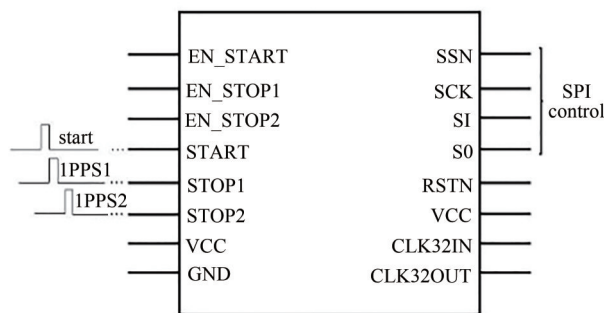 EN_START
EN_STOP1
EN_STOP2
START
STOP1
STOP2
VCC
GND
start
1PPS1
1PPS2
...
...
...
SSN
SCK
SI
S0
RSTN
VCC
CLK32IN
CLK32OUT
SPI
control